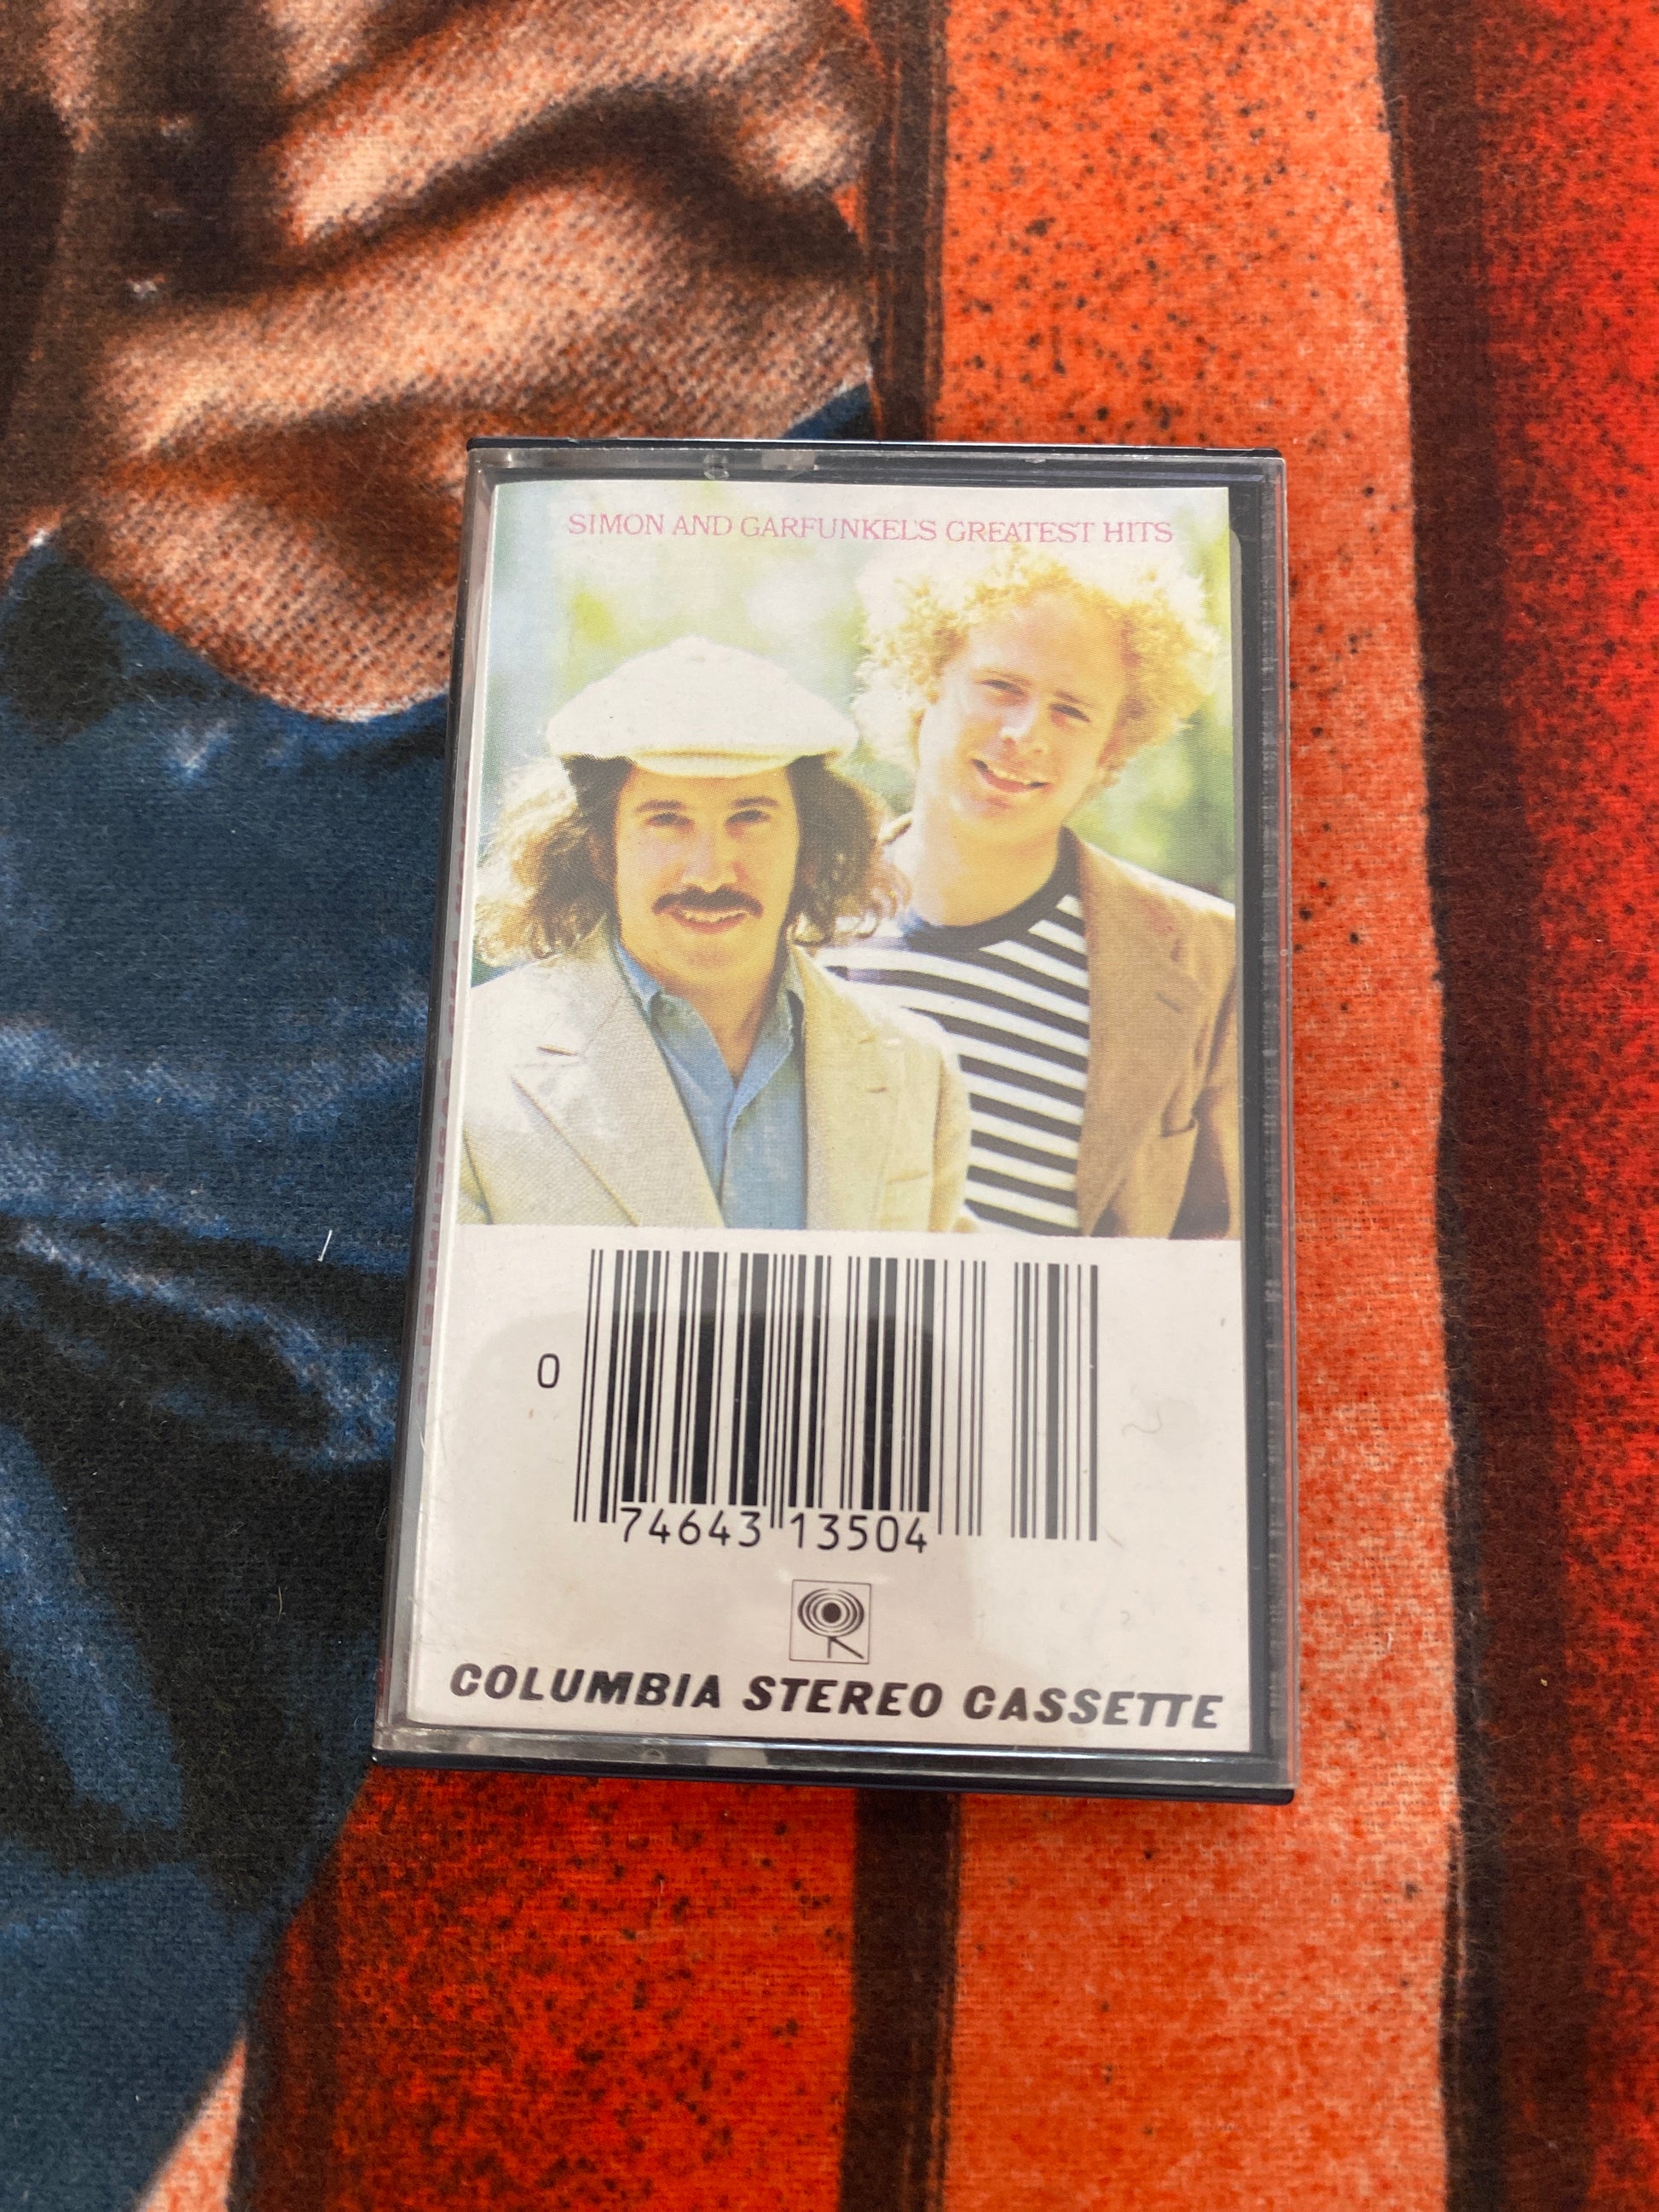 SIMON AND GARFUNKEL'S GREATEST HITS
0
74643 13504
COLUMBIA STEREO CASSETTE